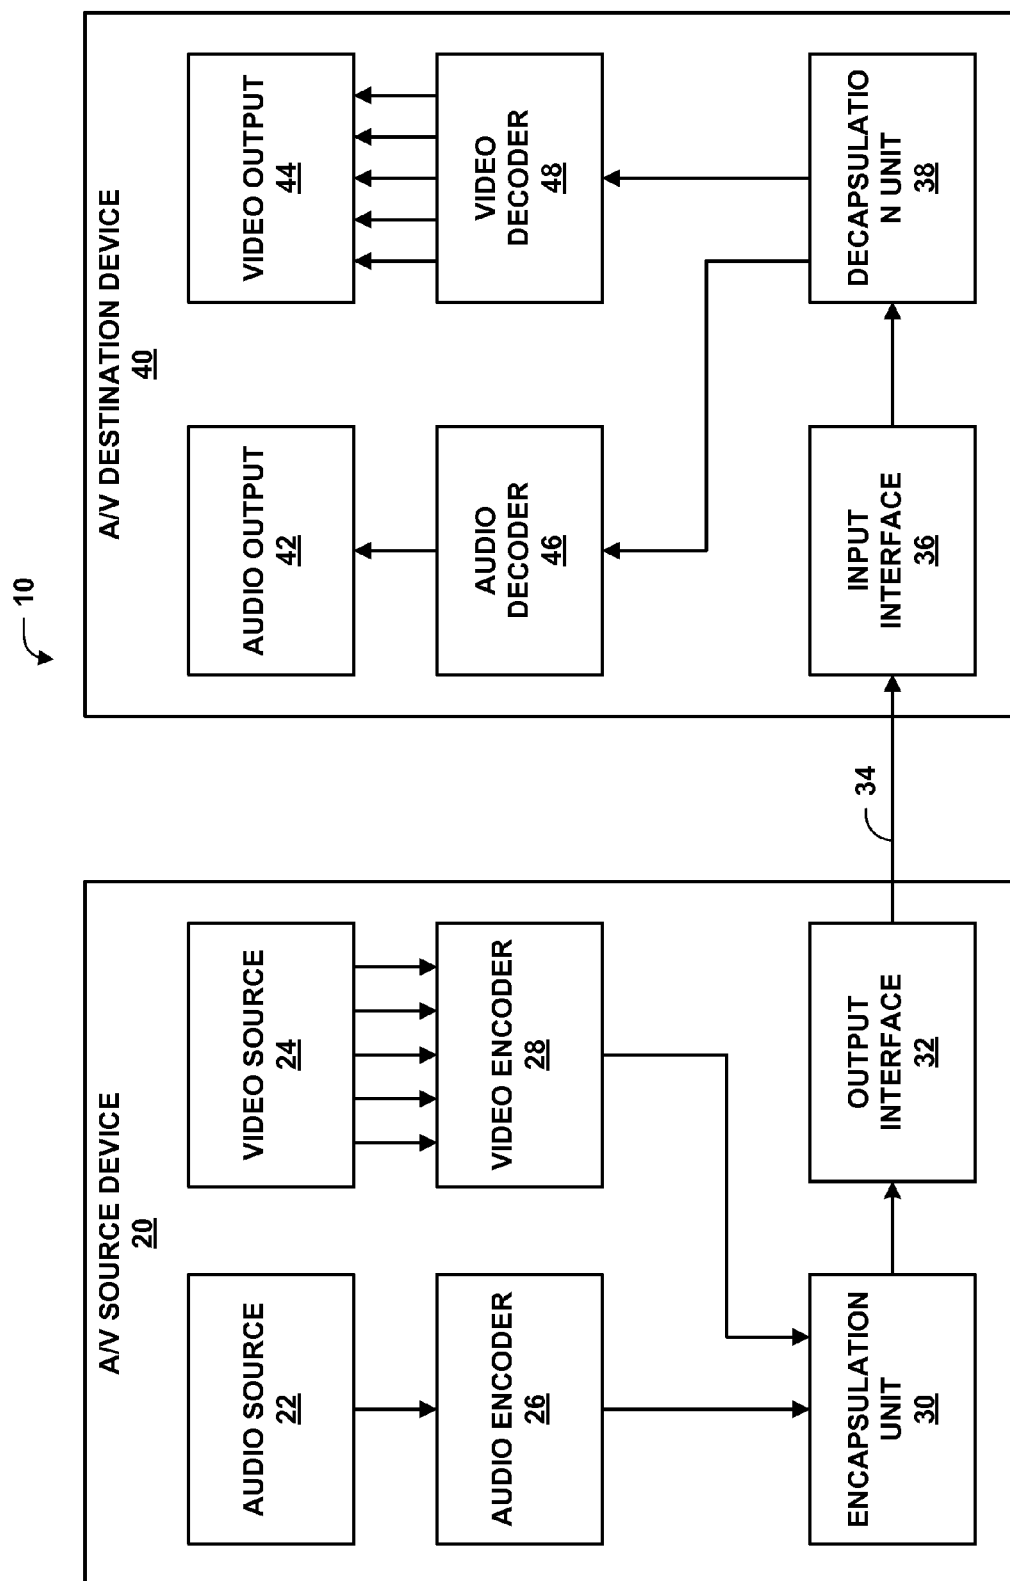 10
A/V SOURCE DEVICE
20
AUDIO SOURCE
22
VIDEO SOURCE
24
AUDIO ENCODER
26
VIDEO ENCODER
28
ENCAPSULATION
UNIT
30
OUTPUT
INTERFACE
32
34
A/V DESTINATION DEVICE
40
AUDIO OUTPUT
42
VIDEO OUTPUT
44
AUDIO
DECODER
46
VIDEO
DECODER
48
INPUT
INTERFACE
36
DECAPSULATIO
N UNIT
38